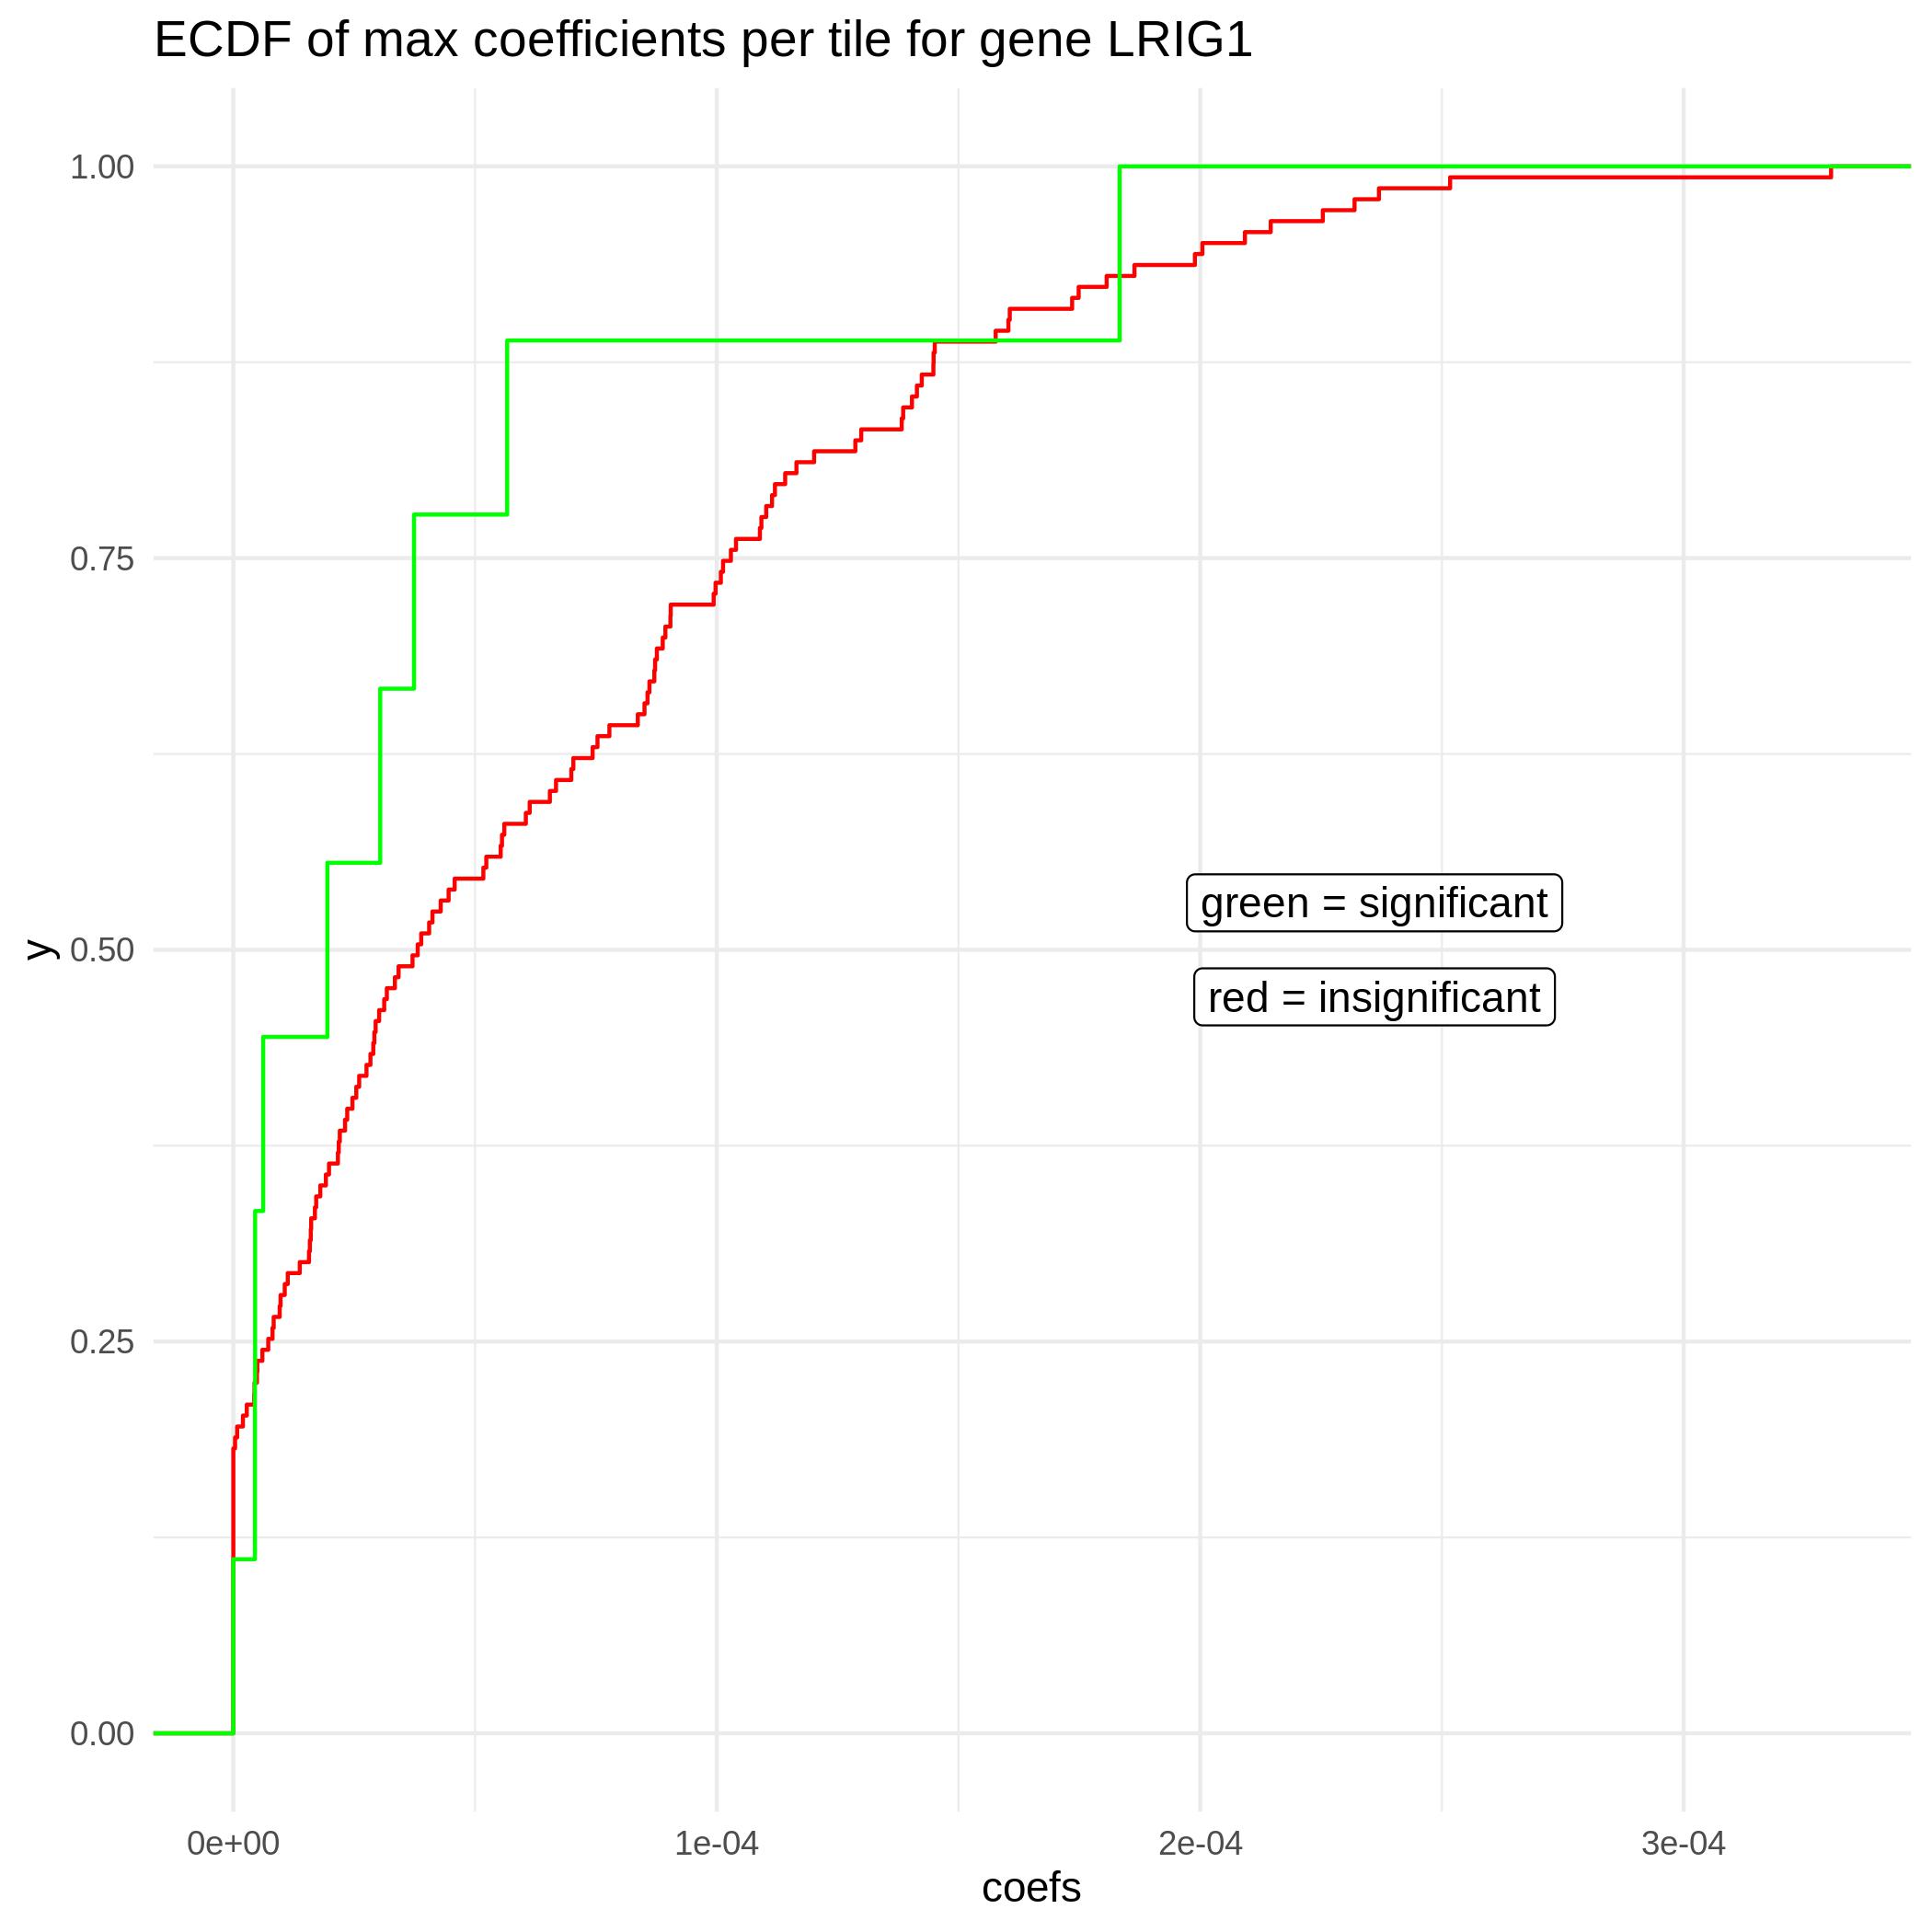 ECDF of max coefficients per tile for gene LRIG1
1.00
0.75
0.50
0.25
0.00
y
green = significant
red = insignificant
0e+00
1e-04
2e-04
3e-04
coefs